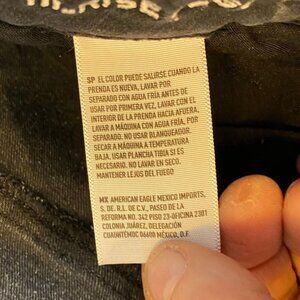 SP EL COLOR PUEDE SALIRSE CUANDO LA
PRENDA ES NUEVA, LAVAR POR
SEPARADO CON AGUA FRÍA ANTES DE
USAR POR PRIMERA VEZ, LAVAR CON EL
INTERIOR DE LA PRENDA HACIA AFUERA,
LAVAR A MÁQUINA CON AGUA FRÍA POR
SEPARADO. NO USAR BLANQUEADOR.
SECAR A MÁQUINA A TEMPERATURA
BAJA. USAR PLANCHA TIBIA SI ES
NECESARIO. NO LAVAR EN SECO.
MANTENER LEJOS DEL FUEGO
MX AMERICAN EAGLE MEXICO IMPORTS,
S. DE. R.L. DE C.V., PASEO DE LA
REFORMA NO. 342 PISO 23-OFICINA 2301
COLONIA JUÁREZ, DELEGACIÓN
CUAUHTÉMOC 06600 MÉXICO, D.F.